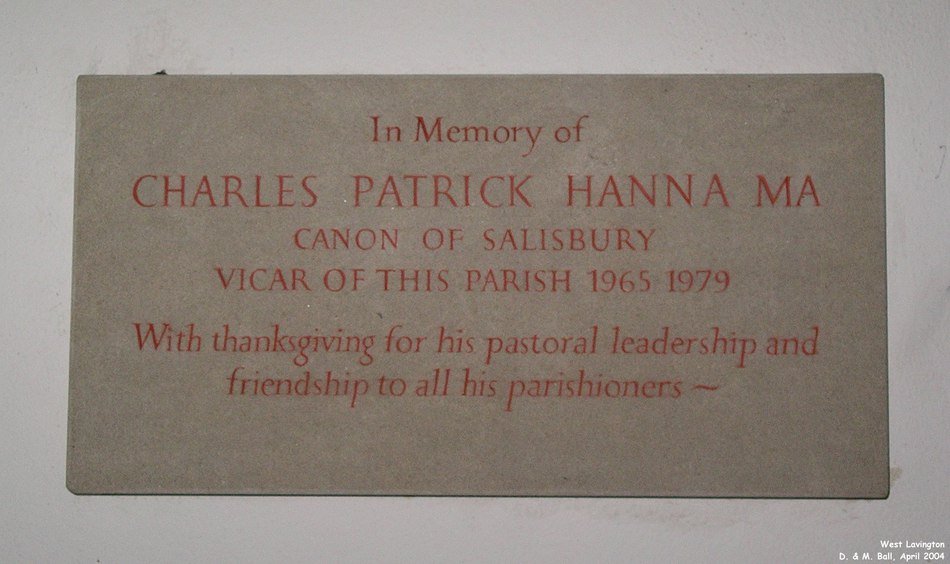 In Memory of
CHARLES PATRICK HANNA MA
CANON OF SALISBURY
VICAR OF THIS PARISH 1965 1979
With thanksgiving for his pastoral leadership and
friendship to all his parishioners ~
West Lavington
D. & M. Ball, April 2004